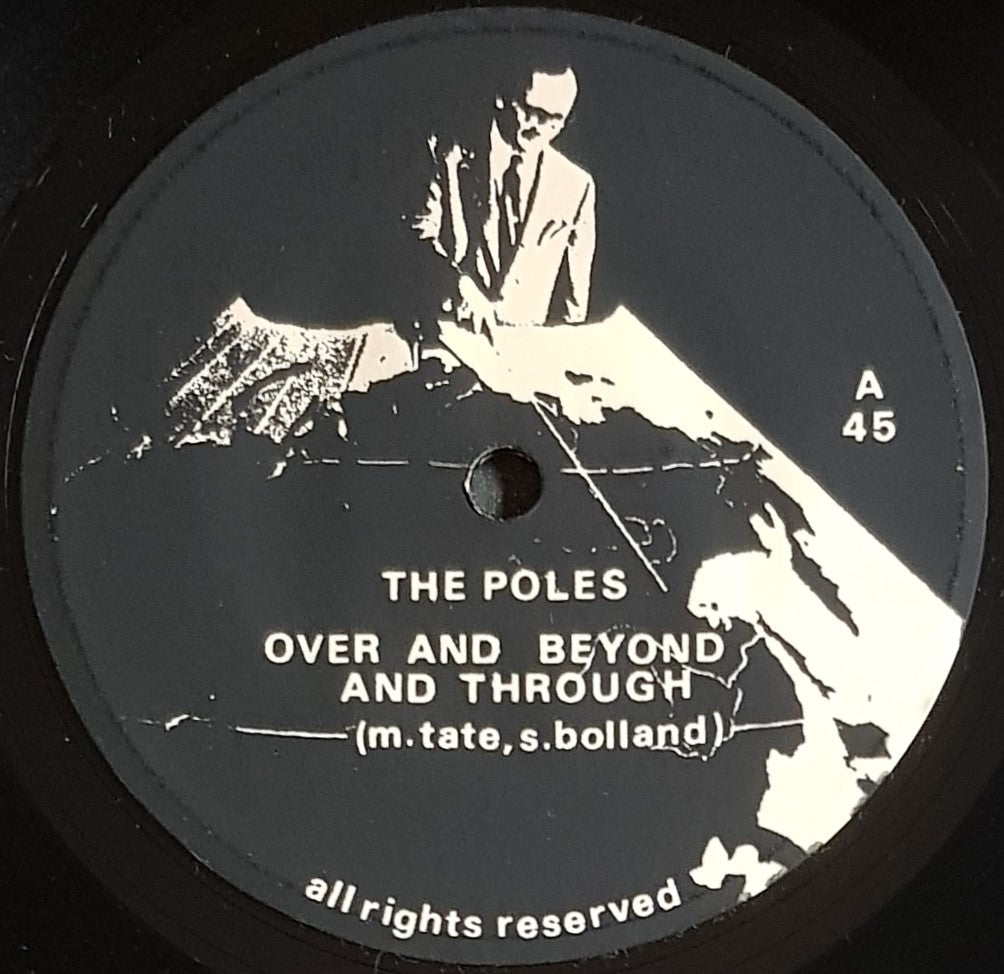 A
45
THE POLES
OVER AND BEYOND
AND THROUGH
(m.tate,s.bolland)
all rights reserved